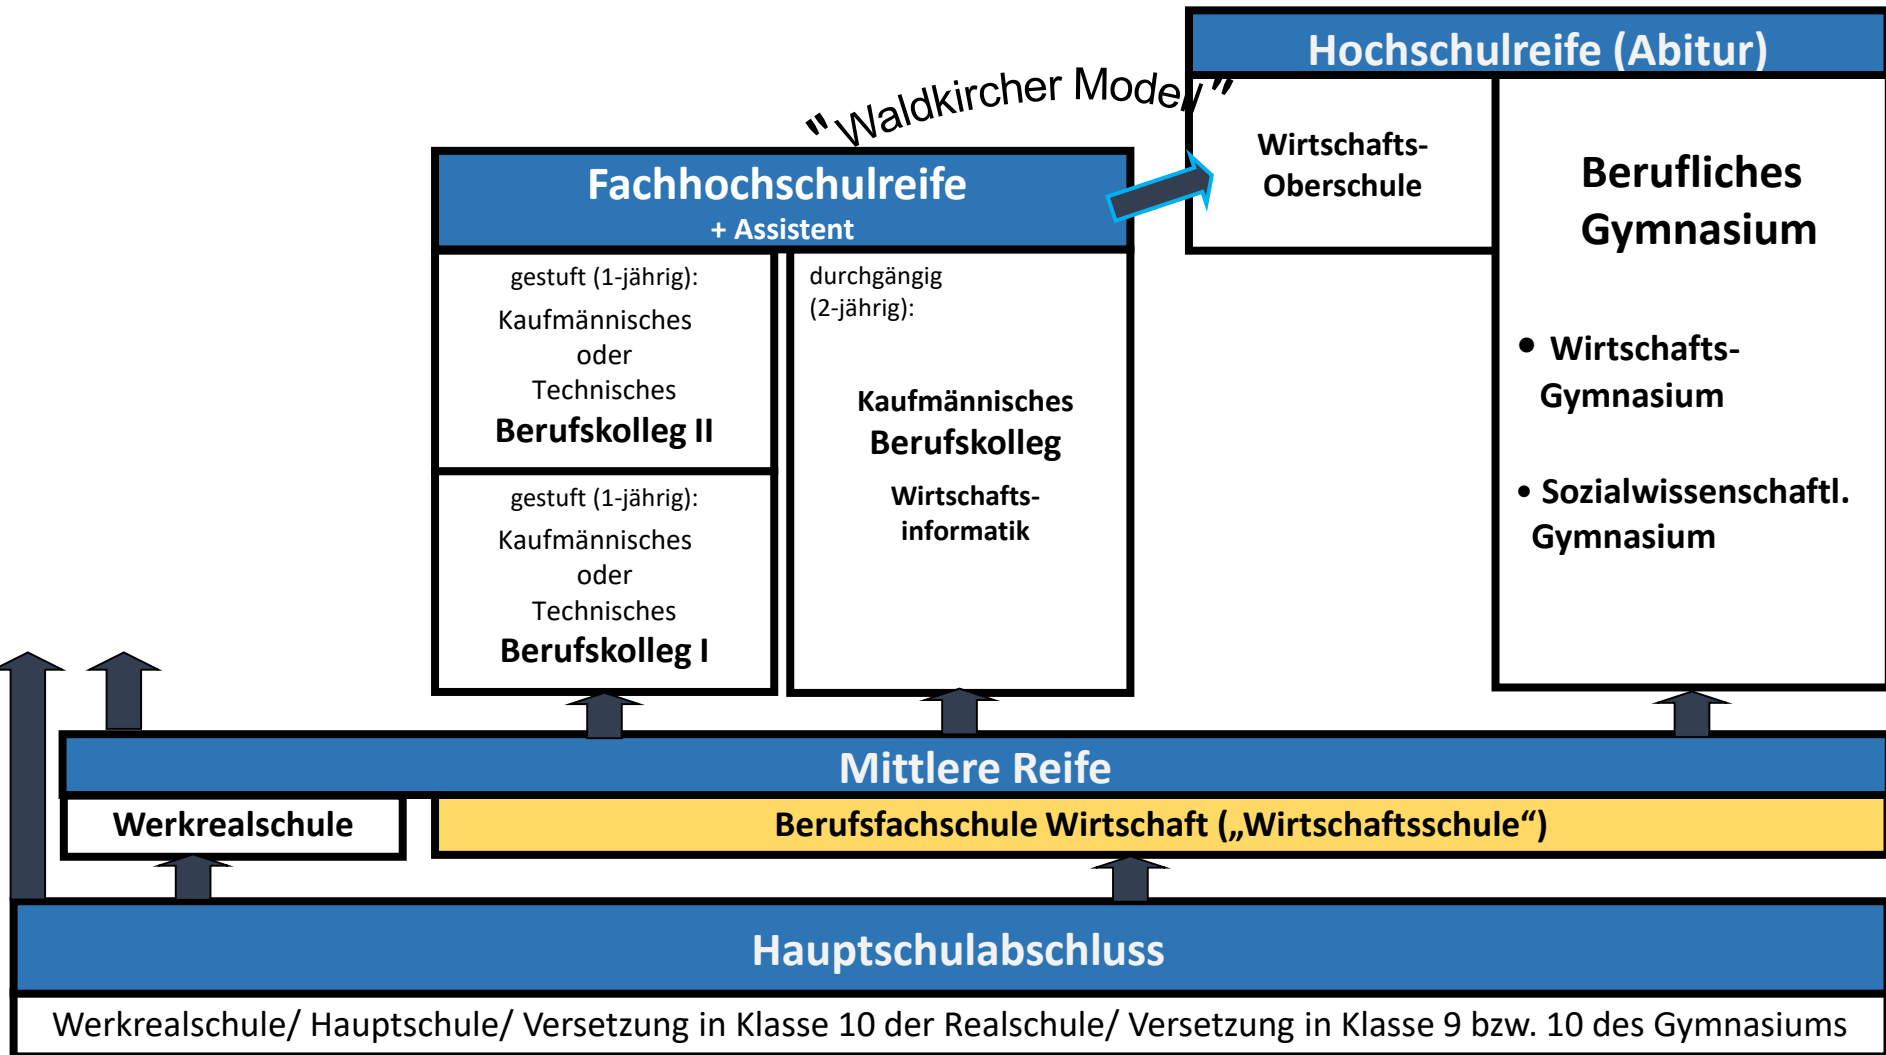 Hochschulreife (Abitur)
"Waldkircher Modell"
Wirtschafts-
Oberschule
Berufliches
Gymnasium
• Wirtschafts-
Gymnasium
• Sozialwissenschaftl.
Gymnasium
Fachhochschulreife
+ Assistent
gestuft (1-jährig):
Kaufmännisches
oder
Technisches
Berufskolleg II
gestuft (1-jährig):
Kaufmännisches
oder
Technisches
Berufskolleg I
durchgängig
(2-jährig):
Kaufmännisches
Berufskolleg
Wirtschafts-
informatik
Mittlere Reife
Werkrealschule
Berufsfachschule Wirtschaft („Wirtschaftsschule“)
Hauptschulabschluss
Werkrealschule/ Hauptschule/ Versetzung in Klasse 10 der Realschule/ Versetzung in Klasse 9 bzw. 10 des Gymnasiums